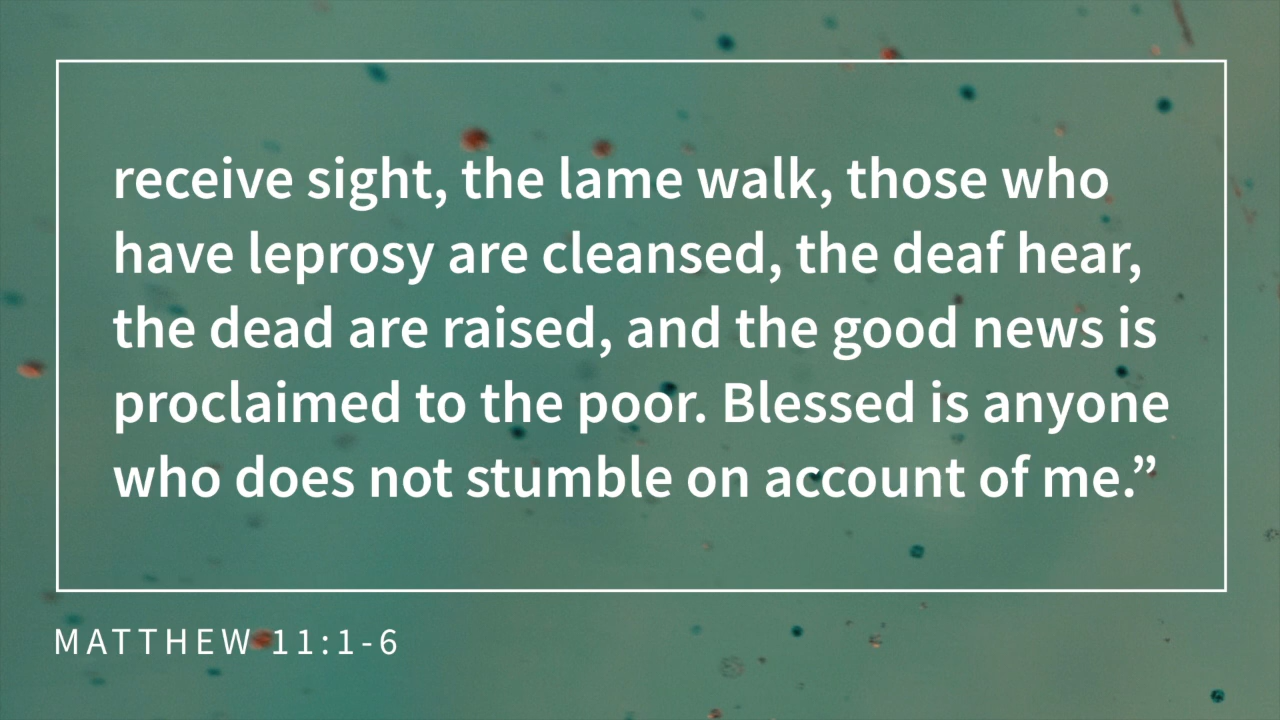 receive sight, the lame walk, those who
have leprosy are cleansed, the deaf hear,
the dead are raised, and the good news is
proclaimed to the poor. Blessed is anyone
who does not stumble on account of me.”
MATTHEW 11:1-6